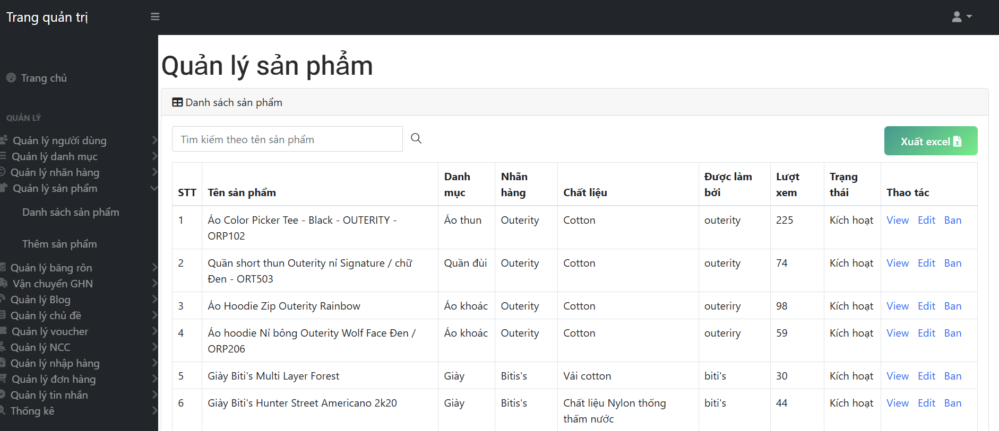 Trang quản trị
Trang chủ
QUẢN LÝ
Quản lý người dùng
Quản lý danh mục
Quản lý nhãn hàng
Quản lý sản phẩm
Danh sách sản phẩm
Thêm sản phẩm
Quản lý băng rôn
Vận chuyển GHN
Quản lý Blog
Quản lý chủ đề
Quản lý voucher
Quản lý NCC
Quản lý nhập hàng
Quản lý đơn hàng
Quản lý tin nhắn
Thống kê
Quản lý sản phẩm
Danh sách sản phẩm
Tìm kiếm theo tên sản phẩm
Xuất excel
STT Tên sản phẩm Danh mục Nhãn hàng Chất liệu Được làm bởi Lượt xem Trạng thái Thao tác
1 Áo Color Picker Tee - Black - OUTERITY - Áo thun Outerity Cotton outerity 225 Kích hoạt View Edit Ban
ORP102
2 Quần short thun Outerity nỉ Signature / chữ Quần đùi Outerity Cotton outerity 74 Kích hoạt View Edit Ban
Đen - ORT503
3 Áo Hoodie Zip Outerity Rainbow Áo khoác Outerity Cotton outeriry 98 Kích hoạt View Edit Ban
4 Áo hoodie Nỉ bông Outerity Wolf Face Đen / Áo khoác Outerity Cotton outeriry 59 Kích hoạt View Edit Ban
ORP206
5 Giày Biti's Multi Layer Forest Giày Bitis's Vải cotton biti's 30 Kích hoạt View Edit Ban
6 Giày Biti's Hunter Street Americano 2k20 Giày Bitis's Chất liệu Nylon thống biti's 44 Kích hoạt View Edit Ban
thấm nước